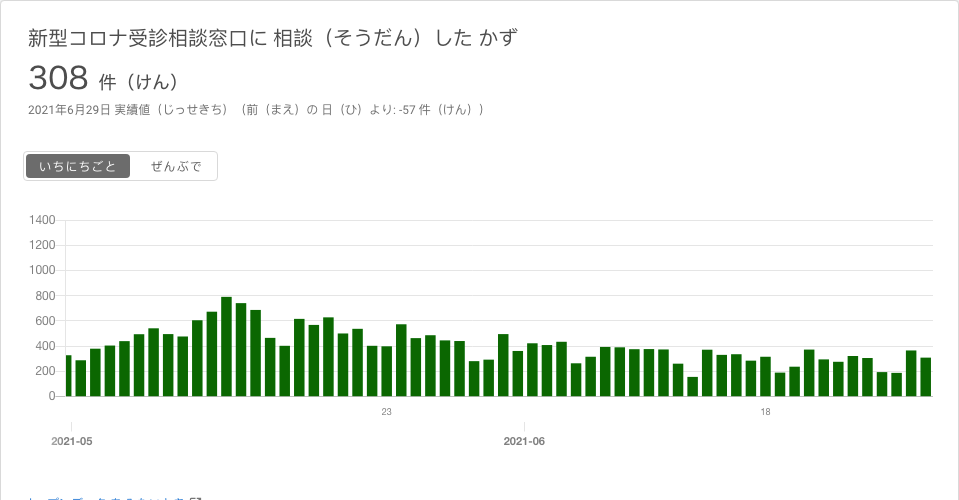 新型コロナ受診相談窓口に 相談（そうだん）した かず
308 件（けん）
2021年6月29日 実績値（じっせきち）（前（まえ）の 日（ひ）より: -57 件（けん））
いちにちごと ぜんぶで
1400
1200
1000
800
600
400
200
0
23 18
2021-05 2021-06